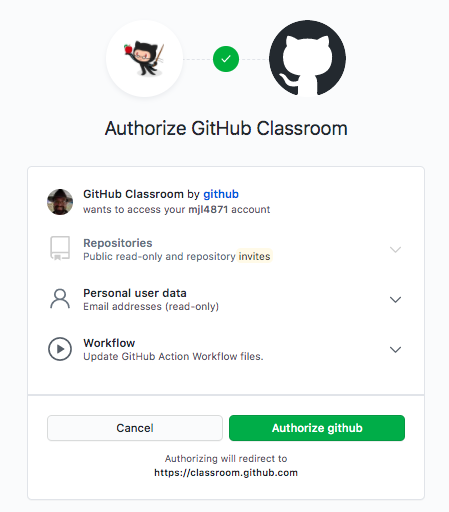 Authorize GitHub Classroom
GitHub Classroom by github
wants to access your mjl4871 account
Repositories
Public read-only and repository invites
Personal user data
Email addresses (read-only)
Workflow
Update GitHub Action Workflow files.
Cancel
Authorize github
Authorizing will redirect to
https://classroom.github.com